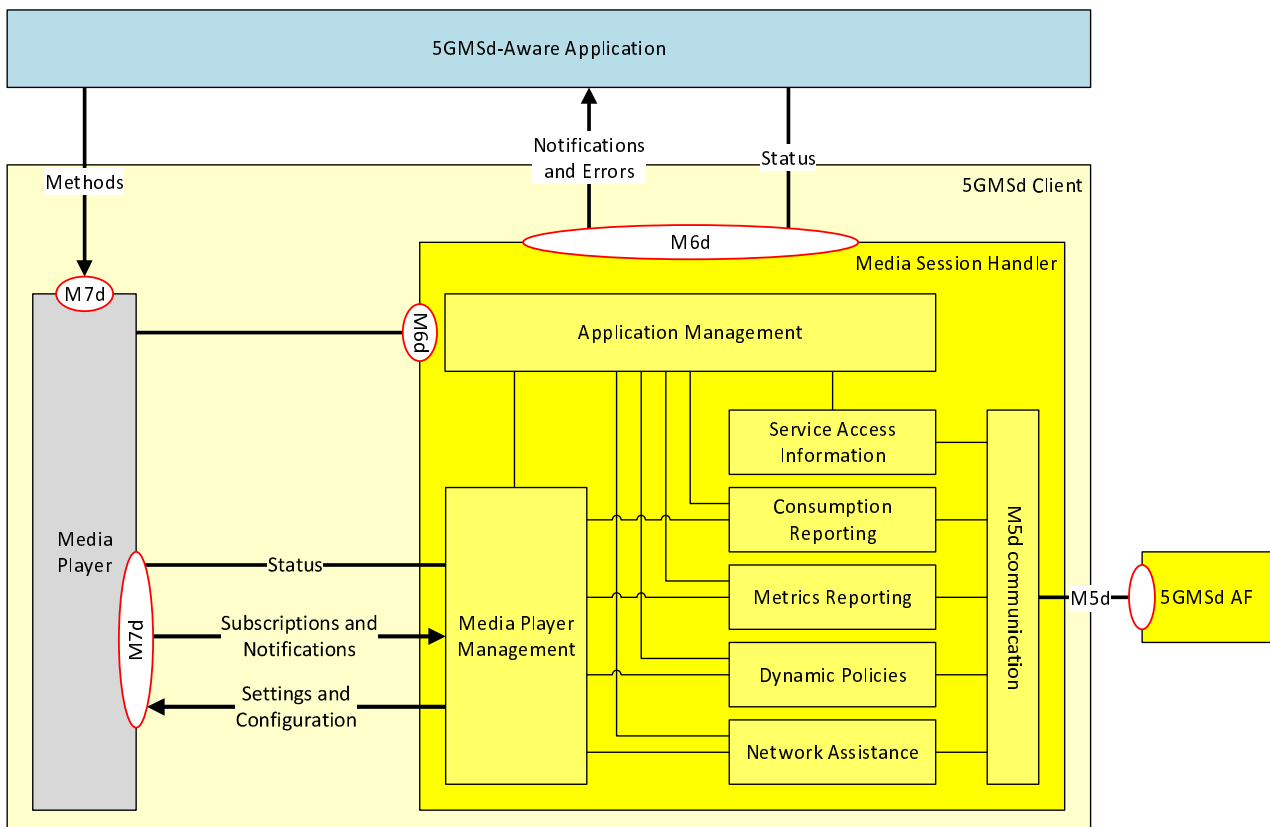 5GMSd-Aware Application
Notifications
and Errors
Status
Methods
5GMSd Client
M6d
Media Session Handler
M7d
M6d
Application Management
Service Access
Information
Consumption
Reporting
M5d communication
Media
Player
Status
Metrics Reporting
M5d
5GMSd AF
M7d
Subscriptions and
Notifications
Media Player
Management
Dynamic Policies
Settings and
Configuration
Network Assistance